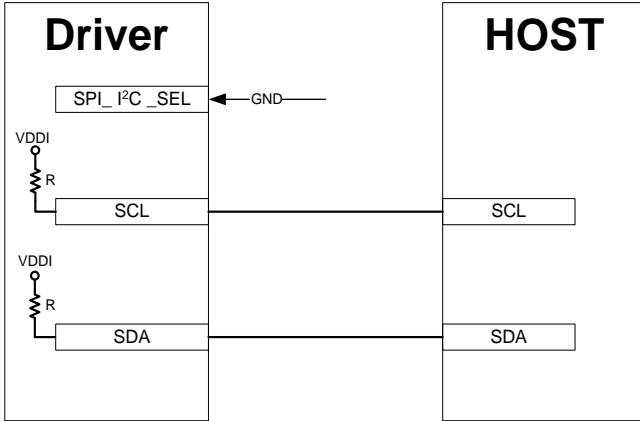 Driver
HOST
SPI_ I²C _SEL
GND
VDDI
R
SCL
SCL
VDDI
R
SDA
SDA